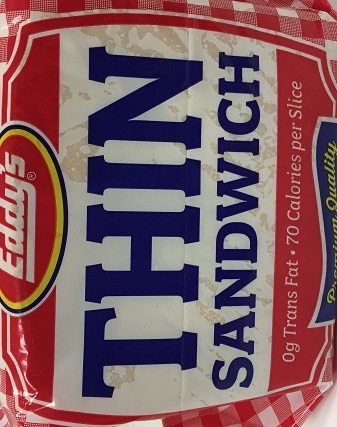 Eddy's®
THIN
SANDWICH
0g Trans Fat • 70 Calories per Slice
Premium Quality